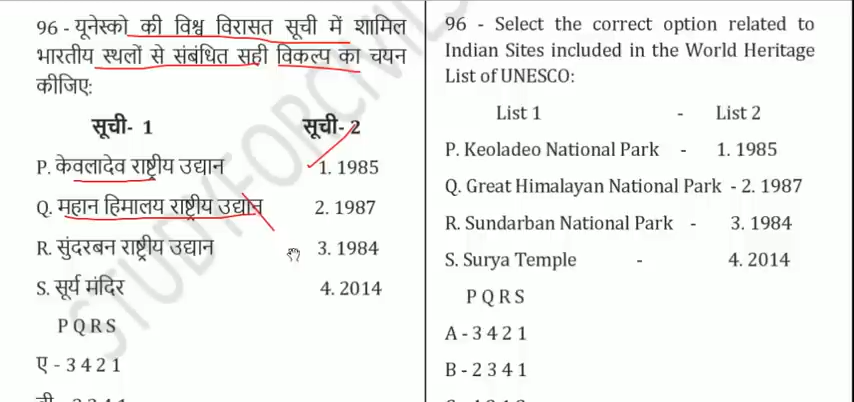 96 - यूनेस्को की विश्व विरासत सूची में शामिल
भारतीय स्थलों से संबंधित सही विकल्प का चयन
कीजिए:
सूची- 1 सूची- 2
P. केवलादेव राष्ट्रीय उद्यान 1. 1985
Q. महान हिमालय राष्ट्रीय उद्यान 2. 1987
R. सुंदरबन राष्ट्रीय उद्यान 3. 1984
S. सूर्य मंदिर 4. 2014
P Q R S
ए - 3 4 2 1
96 - Select the correct option related to
Indian Sites included in the World Heritage
List of UNESCO:
List 1 - List 2
P. Keoladeo National Park - 1. 1985
Q. Great Himalayan National Park - 2. 1987
R. Sundarban National Park - 3. 1984
S. Surya Temple - 4. 2014
P Q R S
A - 3 4 2 1
B - 2 3 4 1